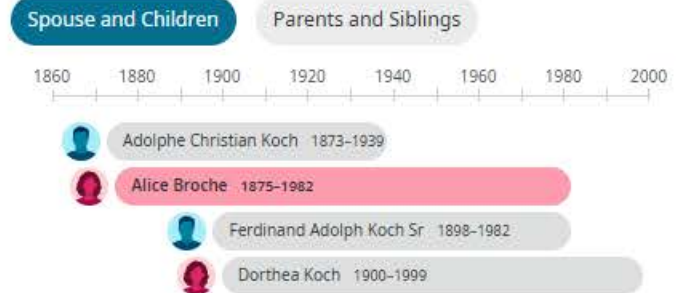 Spouse and Children Parents and Siblings
1860 1880 1900 1920 1940 1960 1980 2000
Adolphe Christian Koch 1873–1939
Alice Broche 1875–1982
Ferdinand Adolph Koch Sr 1898–1982
Dorthea Koch 1900–1999